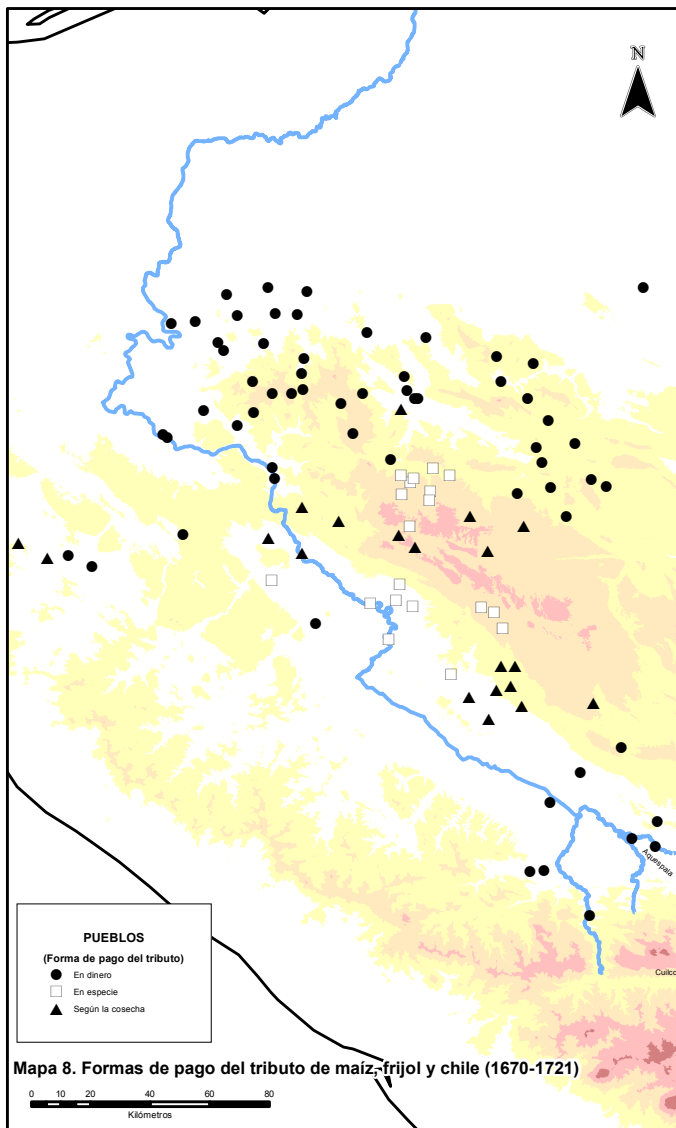 N
Aquespala
Cuilco
PUEBLOS
(Forma de pago del tributo)
En dinero
En especie
Según la cosecha
Mapa 8. Formas de pago del tributo de maíz, frijol y chile (1670-1721)
0 20 40 60 80
Kilómetros